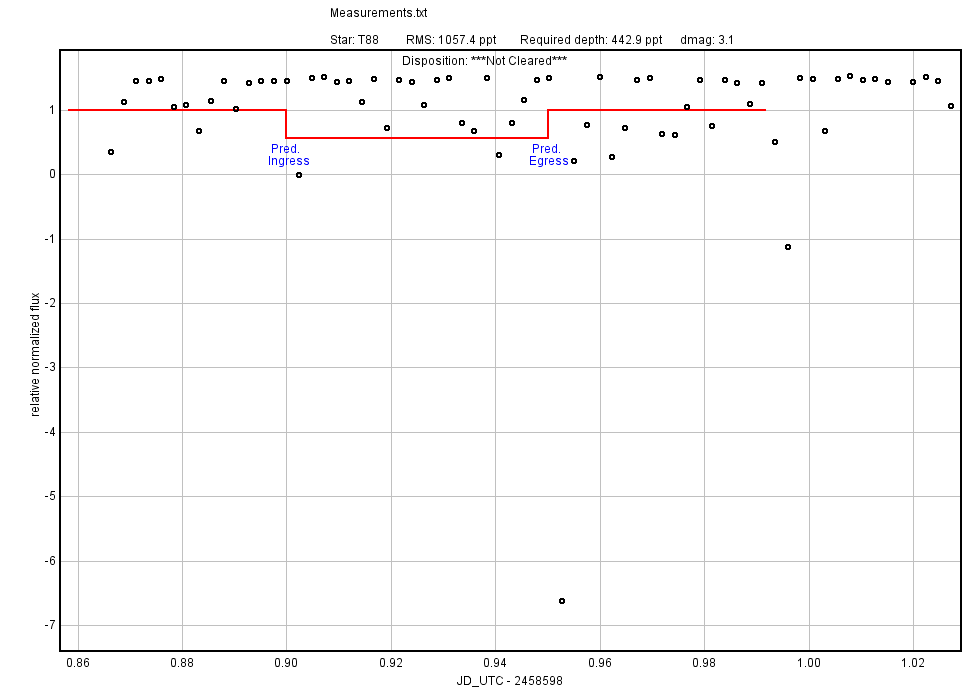 Measurements.txt
Star: T88 RMS: 1057.4 ppt Required depth: 442.9 ppt dmag: 3.1
Disposition: ***Not Cleared***
1
0
-1
-2
-3
-4
-5
-6
-7
relative normalized flux
Pred.
Ingress
Pred.
Egress
0.86 0.88 0.90 0.92 0.94 0.96 0.98 1.00 1.02
JD_UTC - 2458598